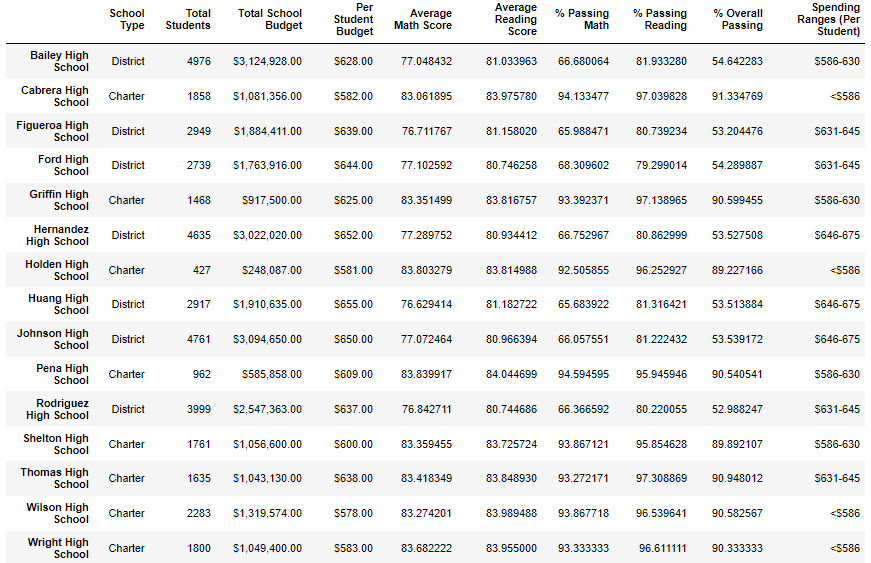 School Type Total Students Total School Budget Per Student Budget Average Math Score Average Reading Score % Passing Math % Passing Reading % Overall Passing Spending Ranges (Per Student)
Bailey High School District 4976 $3,124,928.00 $628.00 77.048432 81.033963 66.680064 81.933280 54.642283 $586-630
Cabrera High School Charter 1858 $1,081,356.00 $582.00 83.061895 83.975780 94.133477 97.039828 91.334769 <$586
Figueroa High School District 2949 $1,884,411.00 $639.00 76.711767 81.158020 65.988471 80.739234 53.204476 $631-645
Ford High School District 2739 $1,763,916.00 $644.00 77.102592 80.746258 68.309602 79.299014 54.289887 $631-645
Griffin High School Charter 1468 $917,500.00 $625.00 83.351499 83.816757 93.392371 97.138965 90.599455 $586-630
Hernandez High School District 4635 $3,022,020.00 $652.00 77.289752 80.934412 66.752967 80.862999 53.527508 $646-675
Holden High School Charter 427 $248,087.00 $581.00 83.803279 83.814988 92.505855 96.252927 89.227166 <$586
Huang High School District 2917 $1,910,635.00 $655.00 76.629414 81.182722 65.683922 81.316421 53.513884 $646-675
Johnson High School District 4761 $3,094,650.00 $650.00 77.072464 80.966394 66.057551 81.222432 53.539172 $646-675
Pena High School Charter 962 $585,858.00 $609.00 83.839917 84.044699 94.594595 95.945946 90.540541 $586-630
Rodriguez High School District 3999 $2,547,363.00 $637.00 76.842711 80.744686 66.366592 80.220055 52.988247 $631-645
Shelton High School Charter 1761 $1,056,600.00 $600.00 83.359455 83.725724 93.867121 95.854628 89.892107 $586-630
Thomas High School Charter 1635 $1,043,130.00 $638.00 83.418349 83.848930 93.272171 97.308869 90.948012 $631-645
Wilson High School Charter 2283 $1,319,574.00 $578.00 83.274201 83.989488 93.867718 96.539641 90.582567 <$586
Wright High School Charter 1800 $1,049,400.00 $583.00 83.682222 83.955000 93.333333 96.611111 90.333333 <$586